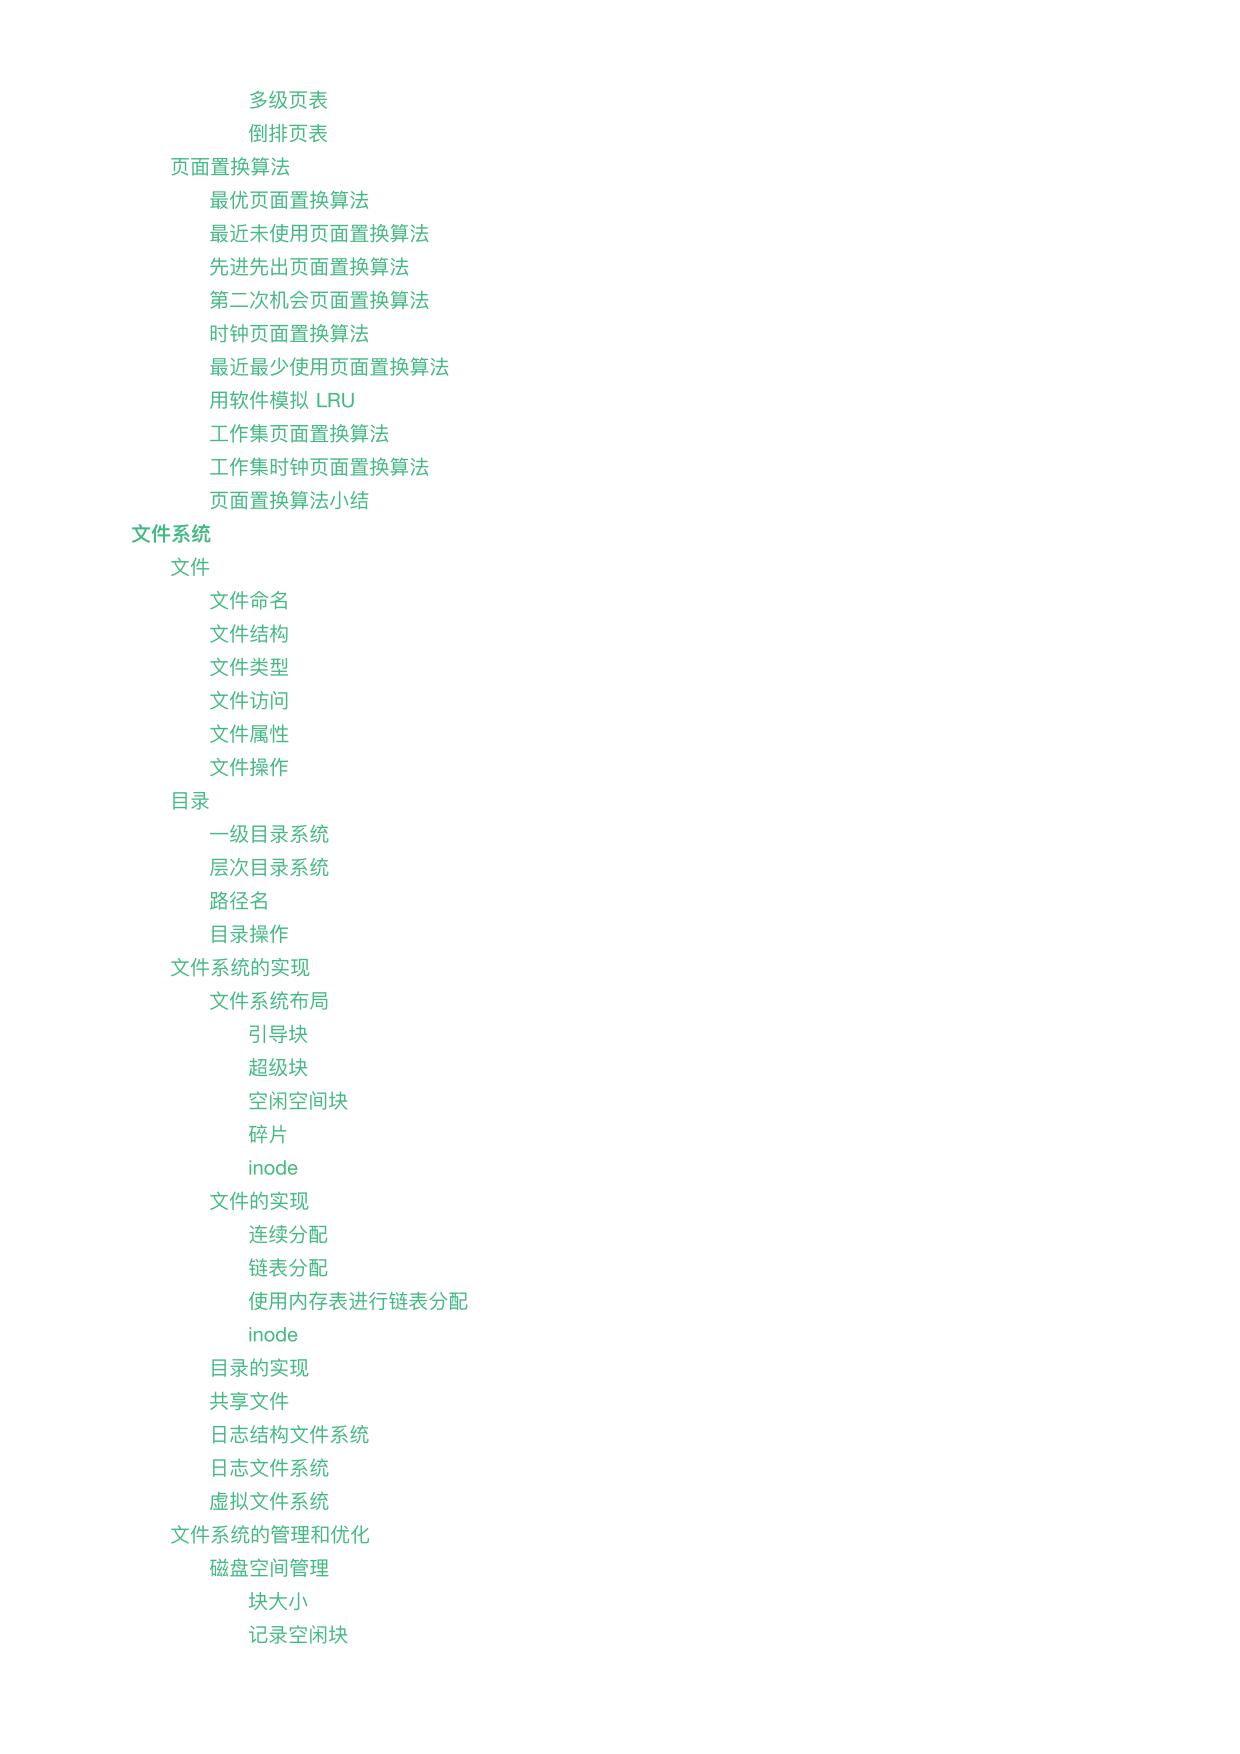 多级页表
倒排页表
页面置换算法
最优页面置换算法
最近未使用页面置换算法
先进先出页面置换算法
第二次机会页面置换算法
时钟页面置换算法
最近最少使用页面置换算法
用软件模拟 LRU
工作集页面置换算法
工作集时钟页面置换算法
页面置换算法小结
文件系统
文件
文件命名
文件结构
文件类型
文件访问
文件属性
文件操作
目录
一级目录系统
层次目录系统
路径名
目录操作
文件系统的实现
文件系统布局
引导块
超级块
空闲空间块
碎片
inode
文件的实现
连续分配
链表分配
使用内存表进行链表分配
inode
目录的实现
共享文件
日志结构文件系统
日志文件系统
虚拟文件系统
文件系统的管理和优化
磁盘空间管理
块大小
记录空闲块